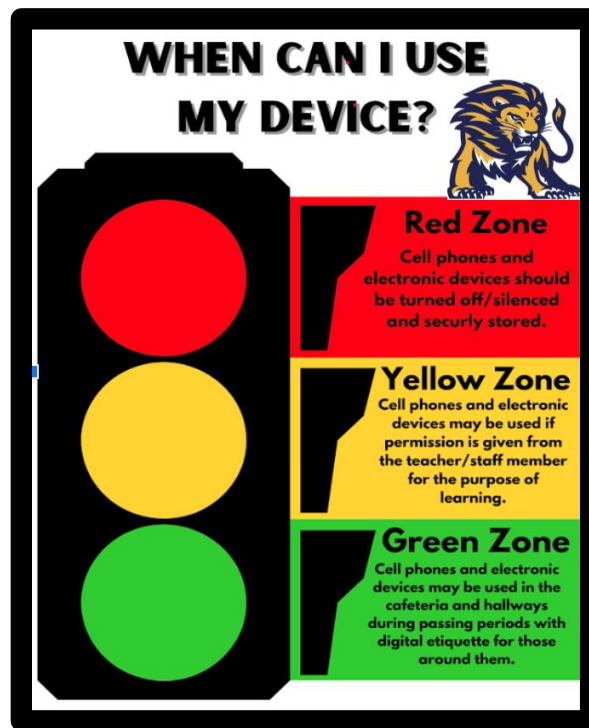 WHEN CAN I USE
MY DEVICE?
Red Zone
Cell phones and
electronic devices should
be turned off/silenced
and securly stored.
Yellow Zone
Cell phones and electronic
devices may be used if
permission is given from
the teacher/staff member
for the purpose of
learning.
Green Zone
Cell phones and electronic
devices may be used in the
cafeteria and hallways
during passing periods with
digital etiquette for those
around them.